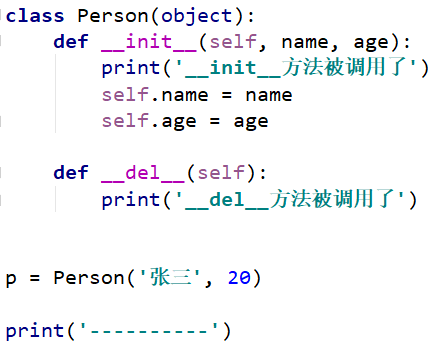 class Person(object):
    def __init__(self, name, age):
        print('__init__方法被调用了')
        self.name = name
        self.age = age

    def __del__(self):
        print('__del__方法被调用了')


p = Person('张三', 20)

print('----------')